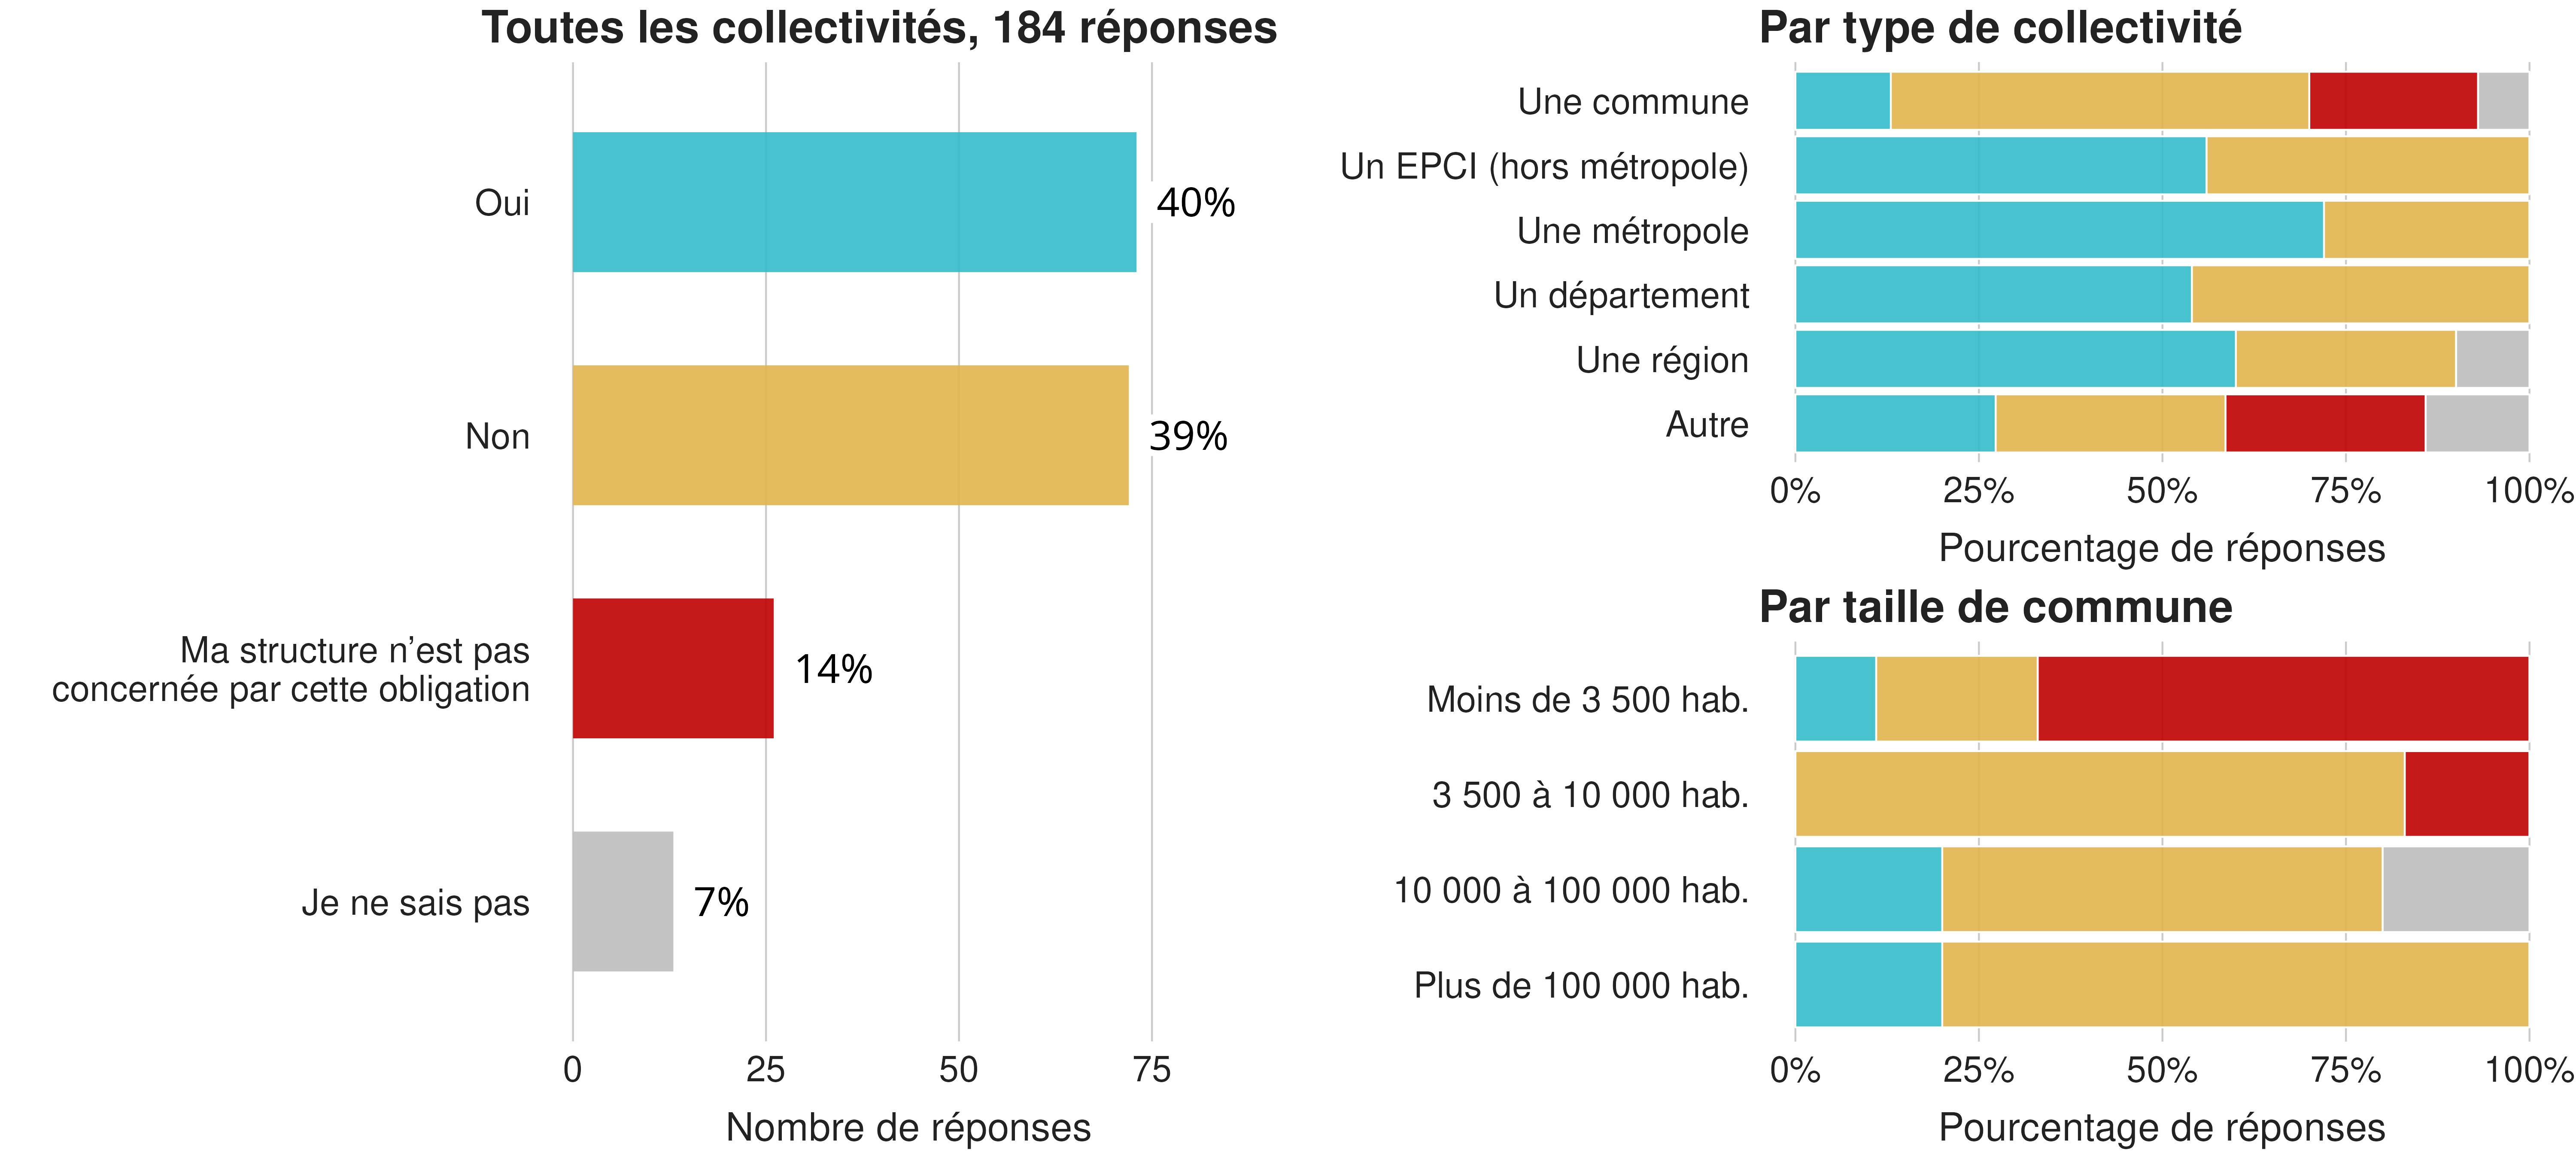 Toutes les collectivités, 184 réponses
Oui
40%
Non
39%
Ma structure n’est pas
concernée par cette obligation
14%
Je ne sais pas
7%
0 25 50 75
Nombre de réponses
Par type de collectivité
Une commune
Un EPCI (hors métropole)
Une métropole
Un département
Une région
Autre
0% 25% 50% 75% 100%
Pourcentage de réponses
Par taille de commune
Moins de 3 500 hab.
3 500 à 10 000 hab.
10 000 à 100 000 hab.
Plus de 100 000 hab.
0% 25% 50% 75% 100%
Pourcentage de réponses